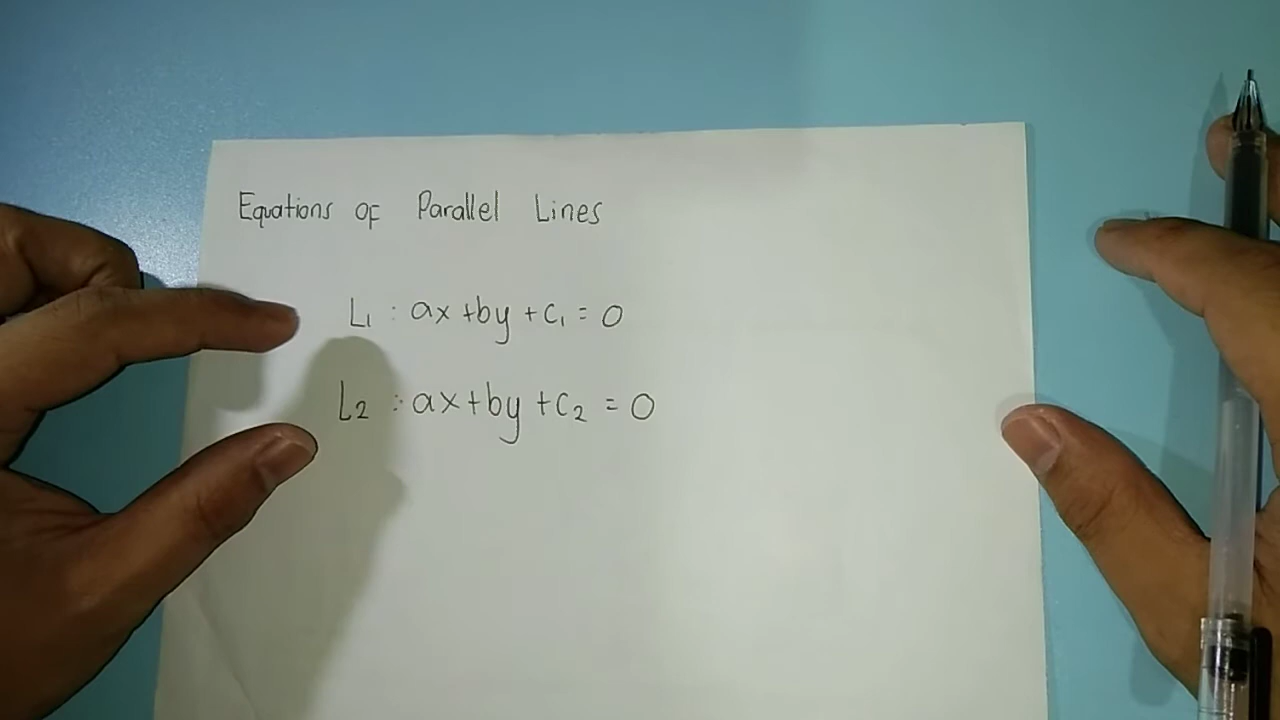 Equations of Parallel Lines
L₁ : ax +by +c₁ = 0
L₂ : ax+by +c₂ = 0